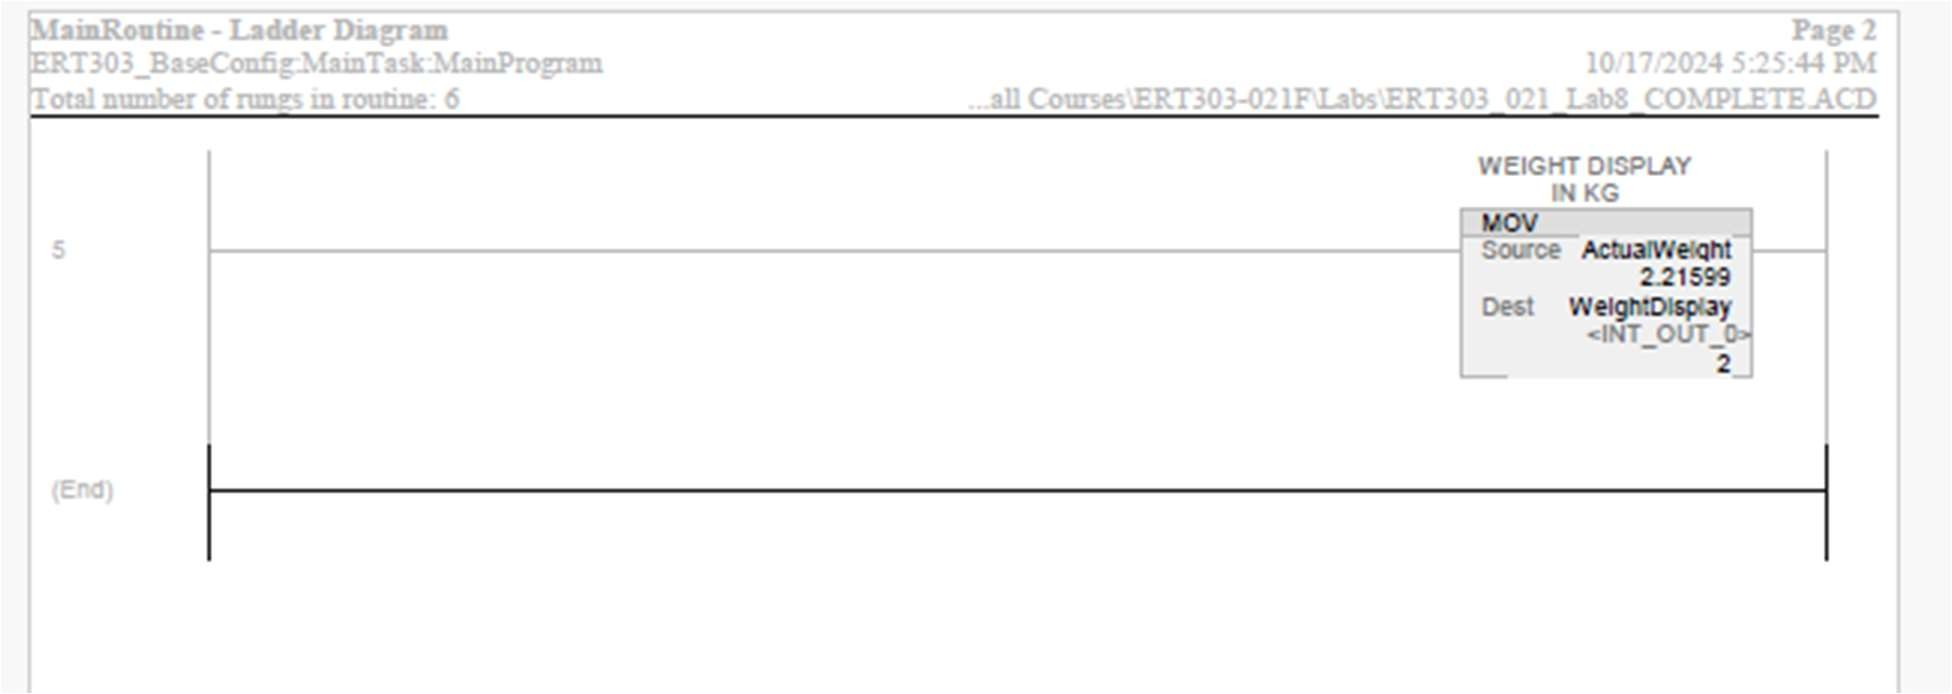 MainRoutine - Ladder Diagram Page 2
ERT303_BaseConfig:MainTask:MainProgram 10/17/2024 5:25:44 PM
Total number of rungs in routine: 6 ...all Courses\ERT303-021F\Labs\ERT303_021_Lab8_COMPLETE.ACD
WEIGHT DISPLAY
IN KG
MOV
5 Source ActualWeight
2.21599
Dest WeightDisplay
<INT_OUT_0>
2
(End)